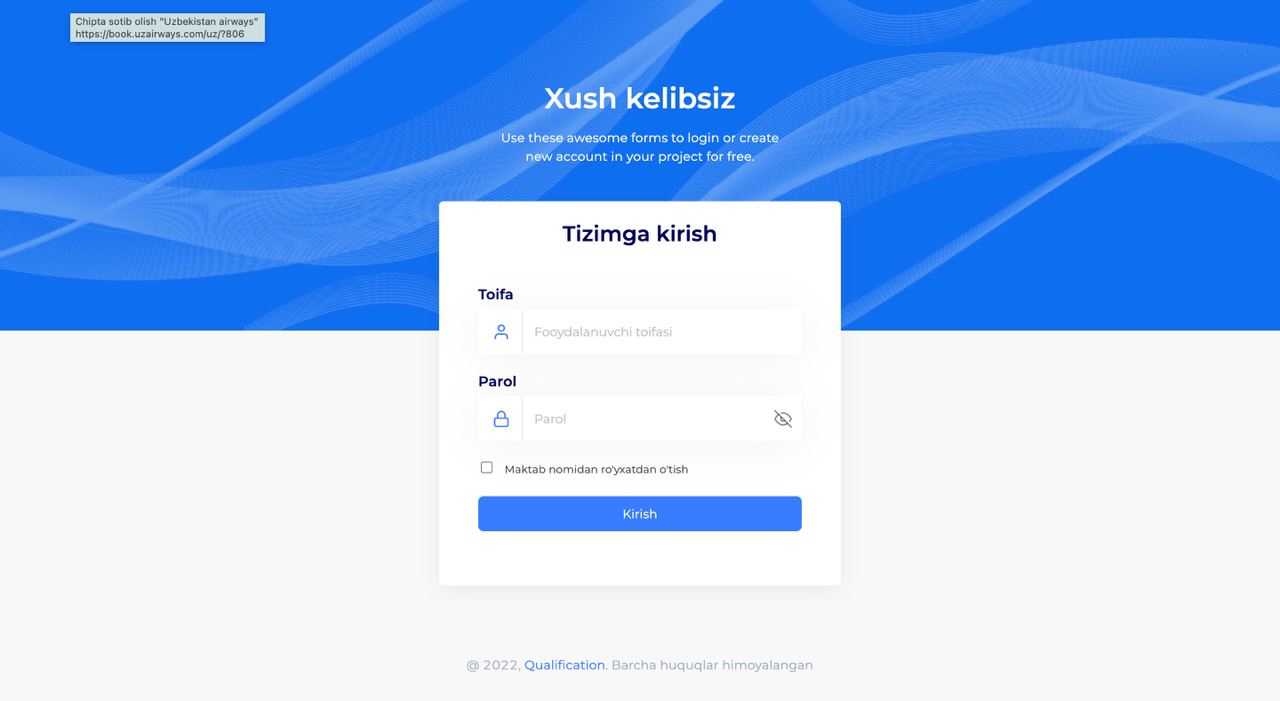 Chipta sotib olish "Uzbekistan airways"
https://book.uzairways.com/uz/?806
Xush kelibsiz
Use these awesome forms to login or create
new account in your project for free.
Tizimga kirish
Toifa
Fooydalanuvchi toifasi
Parol
Parol
Maktab nomidan ro'yxatdan o'tish
Kirish
@ 2022, Qualification. Barcha huquqlar himoyalangan